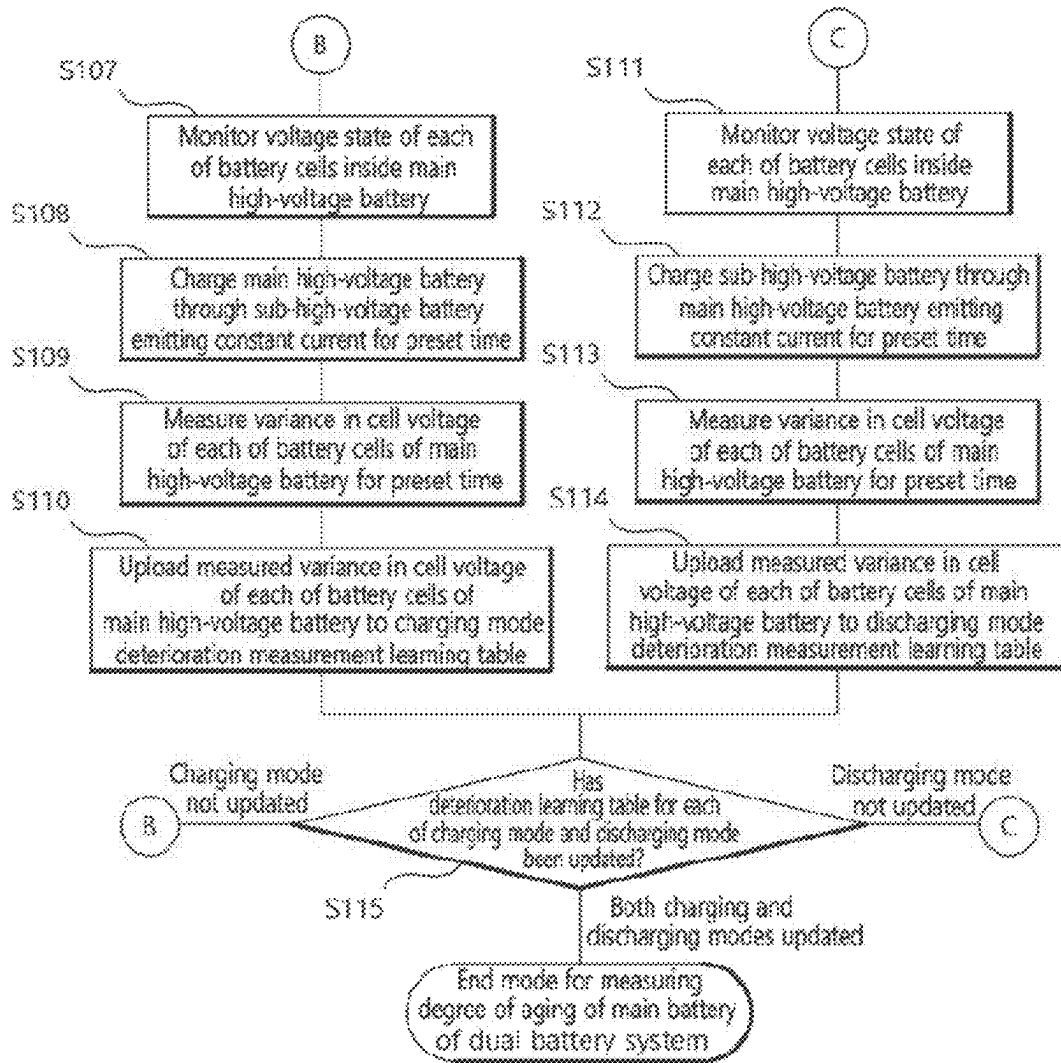 B
S107
Monitor voltage state of each
of battery cells inside main
high-voltage battery
S108
Charge main high-voltage battery
through sub-high-voltage battery
emitting constant current for preset time
S109
Measure variance in cell voltage
of each of battery cells of main
high-voltage battery for preset time
S110
Upload measured variance in cell voltage
of each of battery cells of
main high-voltage battery to charging mode
deterioration measurement learning table
C
S111
Monitor voltage state of
each of battery cells inside
main high-voltage battery
S112
Charge sub-high-voltage battery through
main high-voltage battery emitting
constant current for preset time
S113
Measure variance in cell voltage
of each of battery cells of main
high-voltage battery for preset time
S114
Upload measured variance in cell
voltage of each of battery cells of main
high-voltage battery to discharging mode
deterioration measurement learning table
Charging mode
not updated
B
Has
deterioration learning table for each
of charging mode and discharging mode
been updated?
Discharging mode
not updated
C
S115
Both charging and
discharging modes updated
End mode for measuring
degree of aging of main battery
of dual battery system